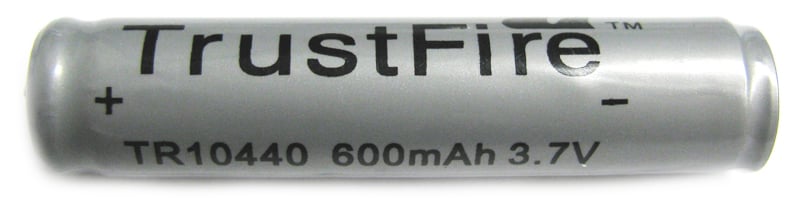 TrustFire™
+ -
TR10440 600mAh 3.7V